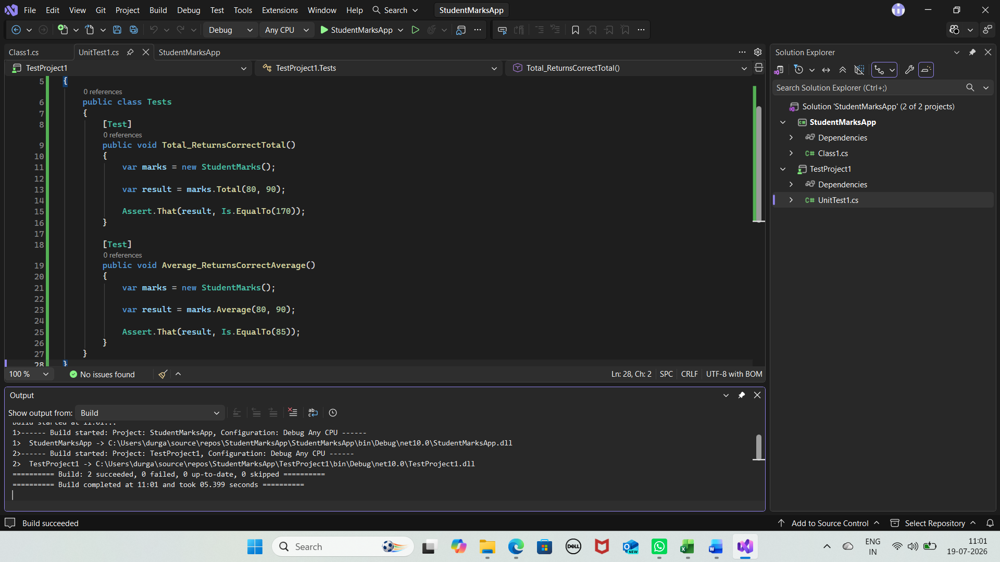 File Edit View Git Project Build Debug Test Tools Extensions Window Help Search StudentMarksApp
Debug Any CPU StudentMarksApp
Class1.cs UnitTest1.cs StudentMarksApp
TestProject1 TestProject1.Tests Total_ReturnsCorrectTotal()
5 {
0 references
6 public class Tests
7 {
8 [Test]
0 references
9 public void Total_ReturnsCorrectTotal()
10 {
11 var marks = new StudentMarks();
12
13 var result = marks.Total(80, 90);
14
15 Assert.That(result, Is.EqualTo(170));
16 }
17
18 [Test]
0 references
19 public void Average_ReturnsCorrectAverage()
20 {
21 var marks = new StudentMarks();
22
23 var result = marks.Average(80, 90);
24
25 Assert.That(result, Is.EqualTo(85));
26 }
27 }
28 }
100 % No issues found Ln: 28, Ch: 2 SPC CRLF UTF-8 with BOM
Output
Show output from: Build
Build started at 11:01...
1>------ Build started: Project: StudentMarksApp, Configuration: Debug Any CPU ------
1>  StudentMarksApp -> C:\Users\durga\source\repos\StudentMarksApp\StudentMarksApp\bin\Debug\net10.0\StudentMarksApp.dll
2>------ Build started: Project: TestProject1, Configuration: Debug Any CPU ------
2>  TestProject1 -> C:\Users\durga\source\repos\StudentMarksApp\TestProject1\bin\Debug\net10.0\TestProject1.dll
========== Build: 2 succeeded, 0 failed, 0 up-to-date, 0 skipped ==========
========== Build completed at 11:01 and took 05.399 seconds ==========
Solution Explorer
Search Solution Explorer (Ctrl+;)
Solution 'StudentMarksApp' (2 of 2 projects)
StudentMarksApp
Dependencies
C# Class1.cs
TestProject1
Dependencies
C# UnitTest1.cs
Build succeeded Add to Source Control Select Repository
Search DELL NEW ENG IN 11:01
19-07-2026